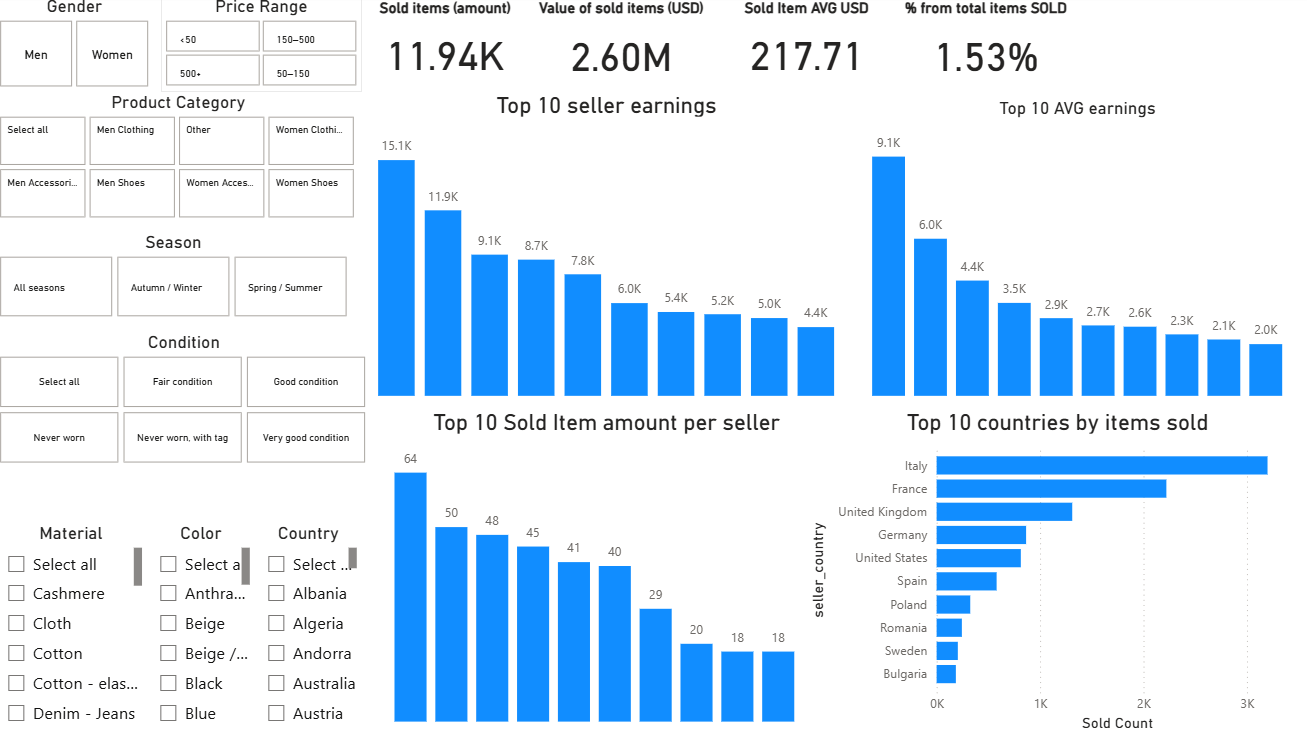 Gender
Men
Women
Price Range
<50
150–500
500+
50–150
Product Category
Select all
Men Clothing
Other
Women Clothi...
Men Accessori...
Men Shoes
Women Acces...
Women Shoes
Season
All seasons
Autumn / Winter
Spring / Summer
Condition
Select all
Fair condition
Good condition
Never worn
Never worn, with tag
Very good condition
Material
Select all
Cashmere
Cloth
Cotton
Cotton - elas...
Denim - Jeans
Color
Select a
Anthra...
Beige
Beige /...
Black
Blue
Country
Select ...
Albania
Algeria
Andorra
Australia
Austria
Sold items (amount)
11.94K
Value of sold items (USD)
2.60M
Sold Item AVG USD
217.71
% from total items SOLD
1.53%
Top 10 seller earnings
15.1K
11.9K
9.1K
8.7K
7.8K
6.0K
5.4K
5.2K
5.0K
4.4K
Top 10 AVG earnings
9.1K
6.0K
4.4K
3.5K
2.9K
2.7K
2.6K
2.3K
2.1K
2.0K
Top 10 Sold Item amount per seller
64
50
48
45
41
40
29
20
18
18
Top 10 countries by items sold
seller_country
Italy
France
United Kingdom
Germany
United States
Spain
Poland
Romania
Sweden
Bulgaria
0K
1K
2K
3K
Sold Count